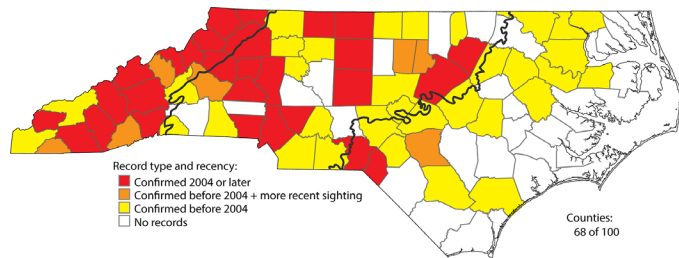 Record type and recency:
Confirmed 2004 or later
Confirmed before 2004 + more recent sighting
Confirmed before 2004
No records
Counties:
68 of 100